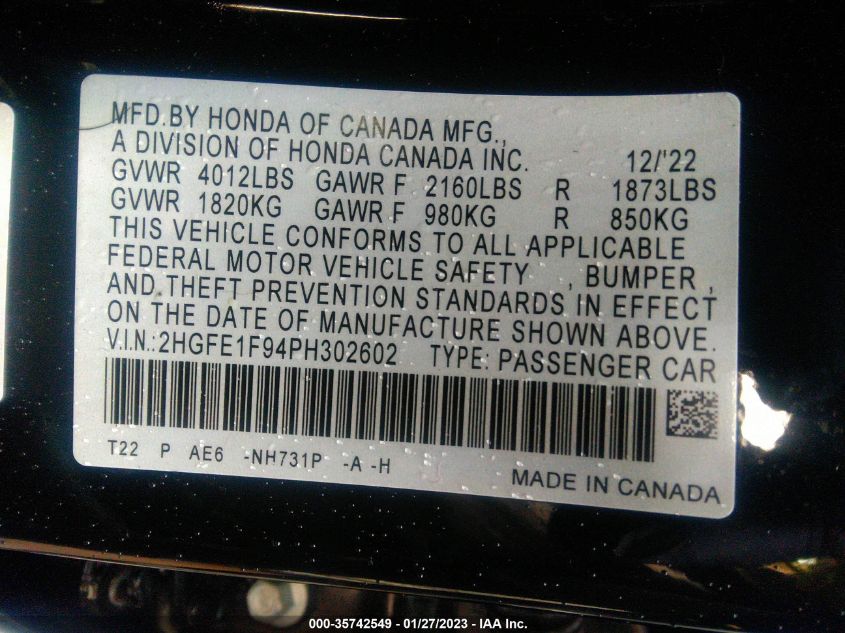 MFD.BY HONDA OF CANADA MFG.,
A DIVISION OF HONDA CANADA INC. 12/'22
GVWR 4012LBS GAWR F 2160LBS R 1873LBS
GVWR 1820KG GAWR F 980KG R 850KG
THIS VEHICLE CONFORMS TO ALL APPLICABLE
FEDERAL MOTOR VEHICLE SAFETY , BUMPER ,
AND THEFT PREVENTION STANDARDS IN EFFECT
ON THE DATE OF MANUFACTURE SHOWN ABOVE.
V.I.N.:2HGFE1F94PH302602 TYPE: PASSENGER CAR
T22 P AE6 -NH731P -A -H
MADE IN CANADA
000-35742549 - 01/27/2023 - IAA Inc.